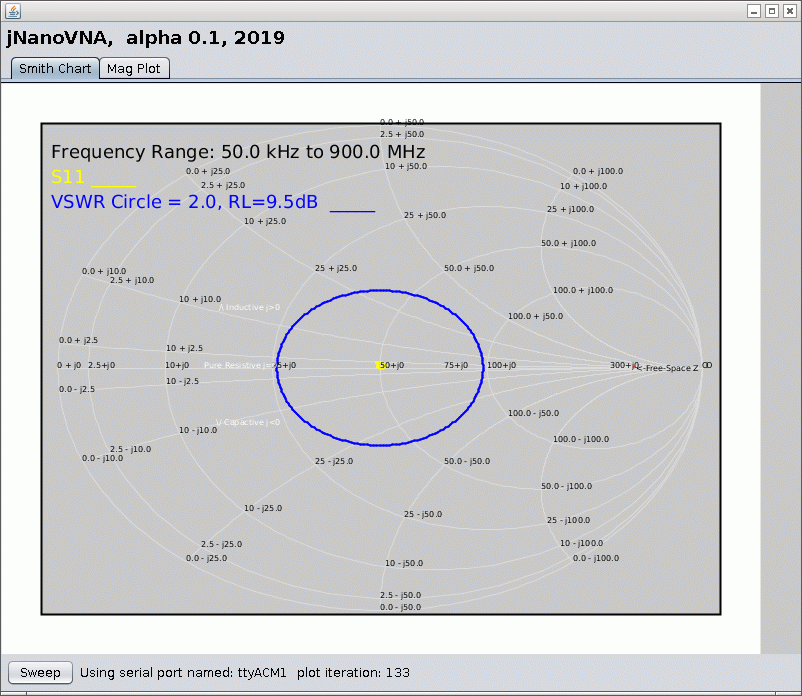 jNanoVNA,  alpha 0.1, 2019
Smith Chart
Mag Plot
0.0 + j50.0
2.5 + j50.0
Frequency Range: 50.0 kHz to 900.0 MHz
10 + j50.0
S11 _____
0.0 + j25.0
0.0 + j100.0
2.5 + j25.0
10 + j100.0
VSWR Circle = 2.0, RL=9.5dB _____
25 + j50.0
25 + j100.0
10 + j25.0
50.0 + j100.0
0.0 + j10.0
2.5 + j10.0
25 + j25.0
50.0 + j50.0
100.0 + j100.0
10 + j10.0
Λ Inductive j>0
100.0 + j50.0
0.0 + j2.5
10 + j2.5
0 + j0
2.5+j0
10+j0
Pure Resistive j=
25+j0
50+j0
75+j0
100+j0
300+j0
<-Free-Space Z
OO
10 - j2.5
0.0 - j2.5
100.0 - j50.0
V Capactive j<0
10 - j10.0
100.0 - j100.0
2.5 - j10.0
0.0 - j10.0
25 - j25.0
50.0 - j50.0
50.0 - j100.0
10 - j25.0
25 - j50.0
25 - j100.0
2.5 - j25.0
10 - j100.0
0.0 - j25.0
0.0 - j100.0
10 - j50.0
2.5 - j50.0
0.0 - j50.0
Sweep
Using serial port named: ttyACM1  plot iteration: 133